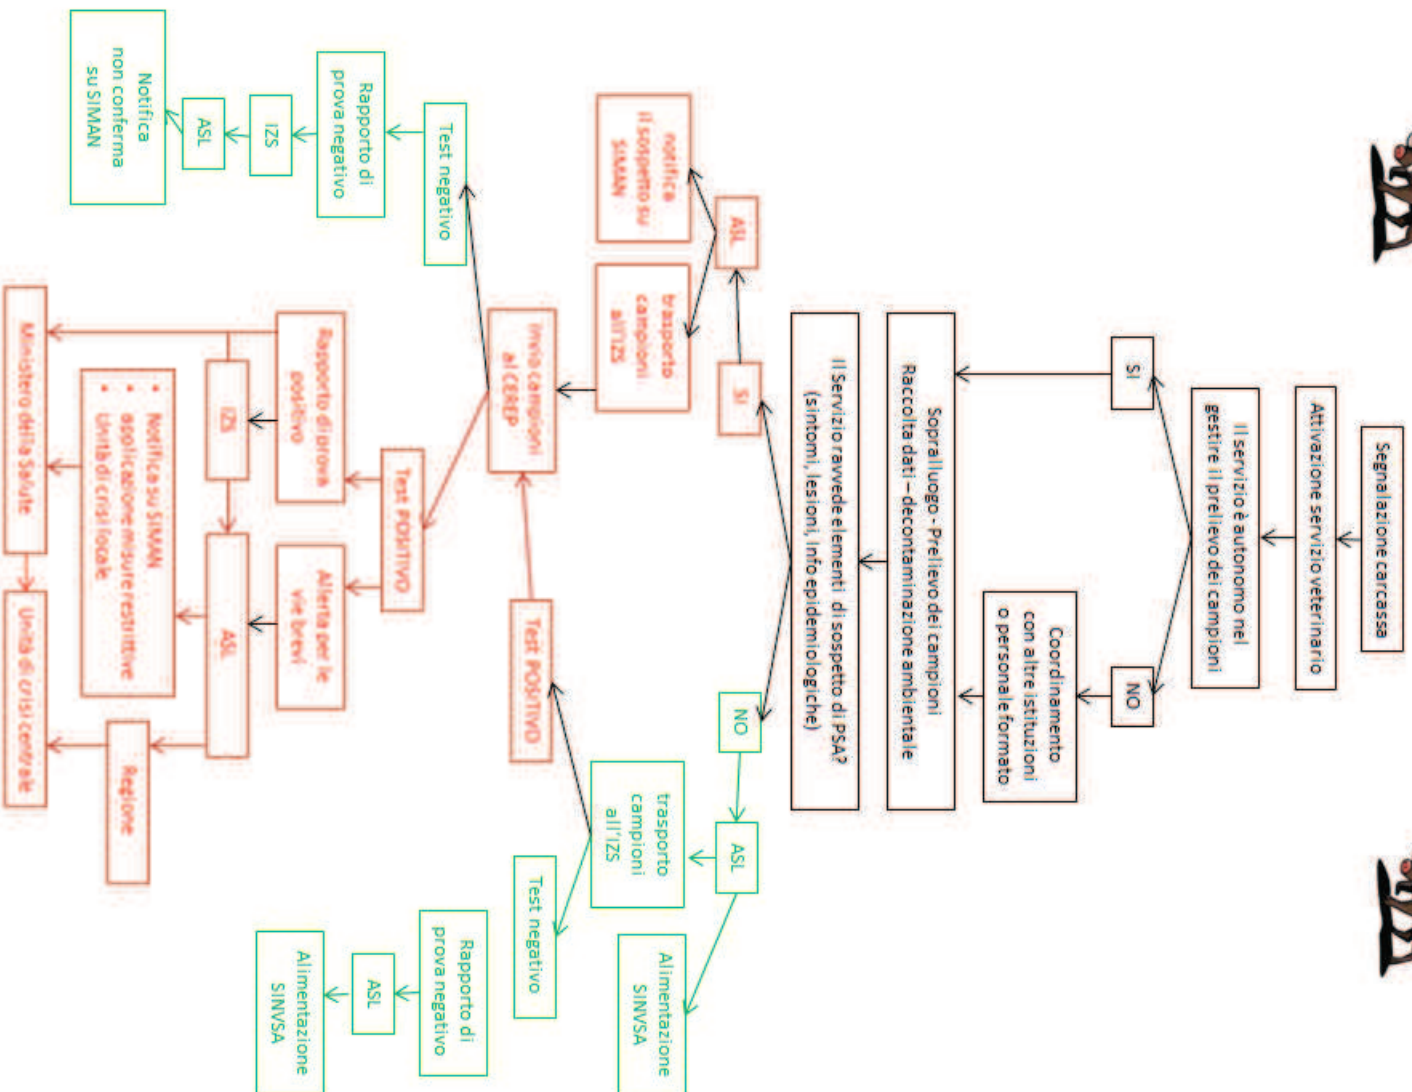 Segnalazione carcassa
Attivazione servizio veterinario
Il servizio è autonomo nel
gestire il prelievo dei campioni
SI
NO
Coordinamento
con altre istituzioni
o personale formato
Sopralluogo - Prelievo dei campioni
Raccolta dati – decontaminazione ambientale
Il Servizio ravvede elementi di sospetto di PSA?
(sintomi, lesioni, info epidemiologiche)
SI
NO
ASL
ASL
notifica
il sospetto su
SIMAN
trasporto
campioni
all'IZS
trasporto
campioni
all'IZS
Alimentazione
SINVSA
Invio campioni
al CEREP
Test POSITIVO
Test negativo
Test negativo
Test POSITIVO
Rapporto di
prova negativo
Rapporto di
prova negativo
IZS
ASL
Notifica
non conferma
su SIMAN
Rapporto di prova
positivo
Allerta per le
vie brevi
ASL
Alimentazione
SINVSA
IZS
ASL
• Notifica su SIMAN
• applicazione misure restrittive
• Unità di crisi locale
Regione
Ministero della Salute
Unità di crisi centrale